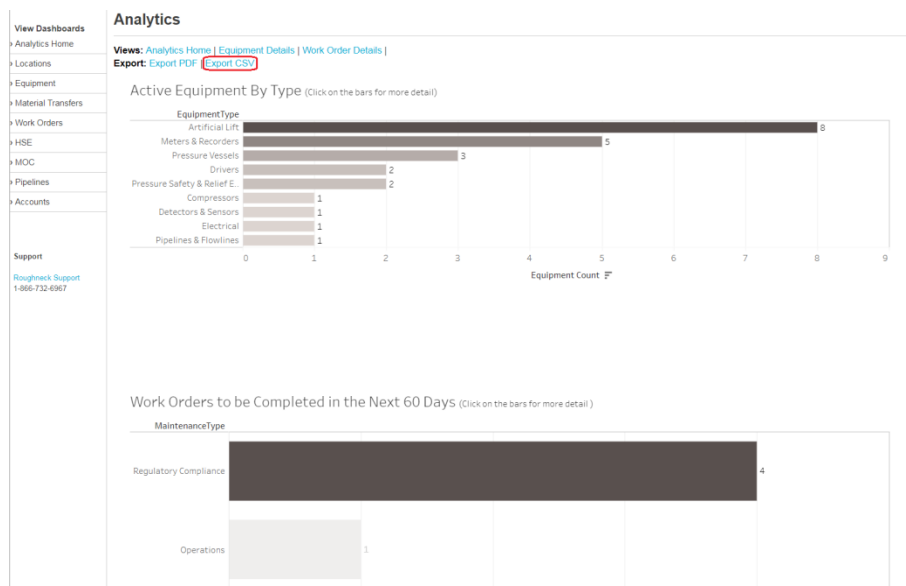 View Dashboards
› Analytics Home
› Locations
› Equipment
› Material Transfers
› Work Orders
› HSE
› MOC
› Pipelines
› Accounts
Support
Roughneck Support
1-866-732-6967
Analytics
Views: Analytics Home | Equipment Details | Work Order Details |
Export: Export PDF | Export CSV
Active Equipment By Type (Click on the bars for more detail)
EquipmentType
Artificial Lift 8
Meters & Recorders 5
Pressure Vessels 3
Drivers 2
Pressure Safety & Relief E.. 2
Compressors 1
Detectors & Sensors 1
Electrical 1
Pipelines & Flowlines 1
0 1 2 3 4 5 6 7 8 9
Equipment Count
Work Orders to be Completed in the Next 60 Days (Click on the bars for more detail )
MaintenanceType
Regulatory Compliance 4
Operations 1